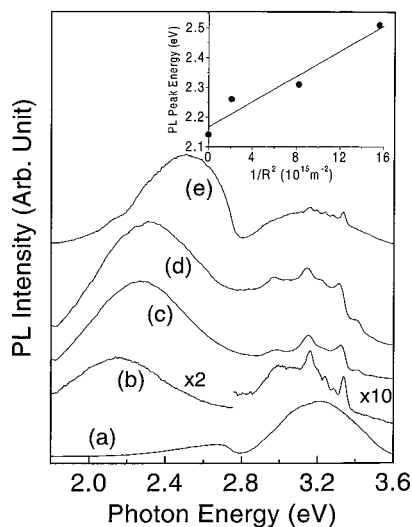 PL Peak Energy (eV)
2.5
2.4
2.3
2.2
2.1
0 4 8 12 16
1/R² (10¹⁵m⁻²)
PL Intensity (Arb. Unit)
(e)
(d)
(c)
(b)
x2
x10
(a)
2.0 2.4 2.8 3.2 3.6
Photon Energy (eV)